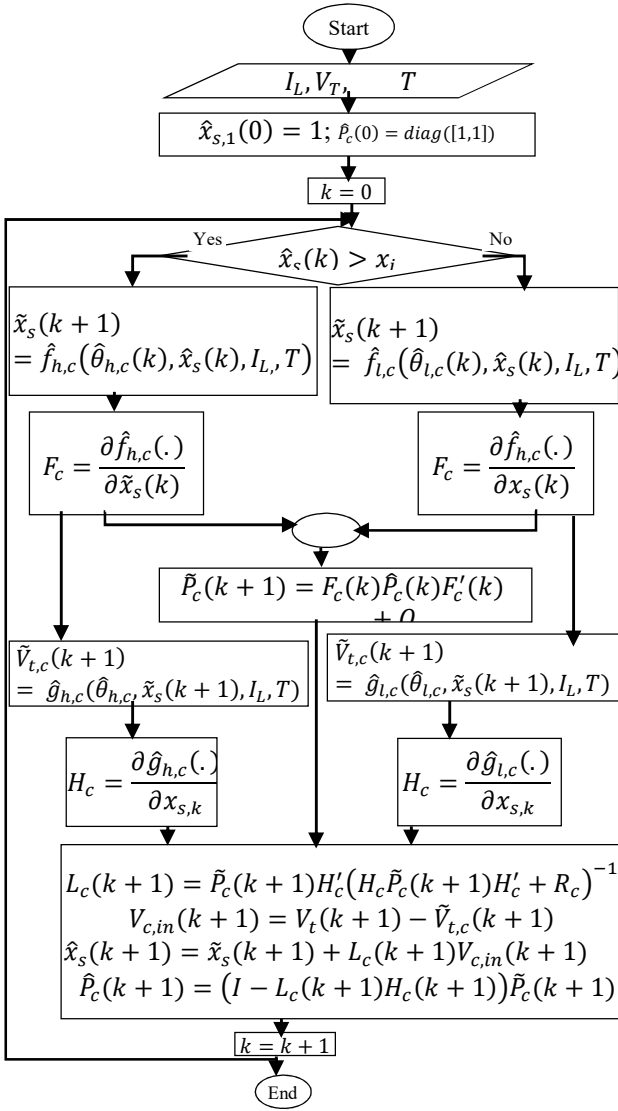 Start
I_L, V_T, T
x̂_{s,1}(0) = 1; P̂_c(0) = diag([1,1])
k = 0
Yes
No
x̂_s(k) > x_i
x̃_s(k + 1)
= f̂_{h,c}(θ̂_{h,c}(k), x̂_s(k), I_{L,}, T)
x̃_s(k + 1)
= f̂_{l,c}(θ̂_{l,c}(k), x̂_s(k), I_L, T)
F_c = ∂f̂_{h,c}(.) / ∂x̃_s(k)
F_c = ∂f̂_{h,c}(.) / ∂x_s(k)
P̃_c(k + 1) = F_c(k)P̂_c(k)F_c′(k)
+ Q
Ṽ_{t,c}(k + 1)
= ĝ_{h,c}(θ̂_{h,c}, x̃_s(k + 1), I_L, T)
Ṽ_{t,c}(k + 1)
= ĝ_{l,c}(θ̂_{l,c}, x̃_s(k + 1), I_L, T)
H_c = ∂ĝ_{h,c}(.) / ∂x_{s,k}
H_c = ∂ĝ_{l,c}(.) / ∂x_{s,k}
L_c(k + 1) = P̃_c(k + 1)H_c′(H_cP̃_c(k + 1)H_c′ + R_c)^{−1}
V_{c,in}(k + 1) = V_t(k + 1) − Ṽ_{t,c}(k + 1)
x̂_s(k + 1) = x̃_s(k + 1) + L_c(k + 1)V_{c,in}(k + 1)
P̂_c(k + 1) = (I − L_c(k + 1)H_c(k + 1))P̃_c(k + 1)
k = k + 1
End